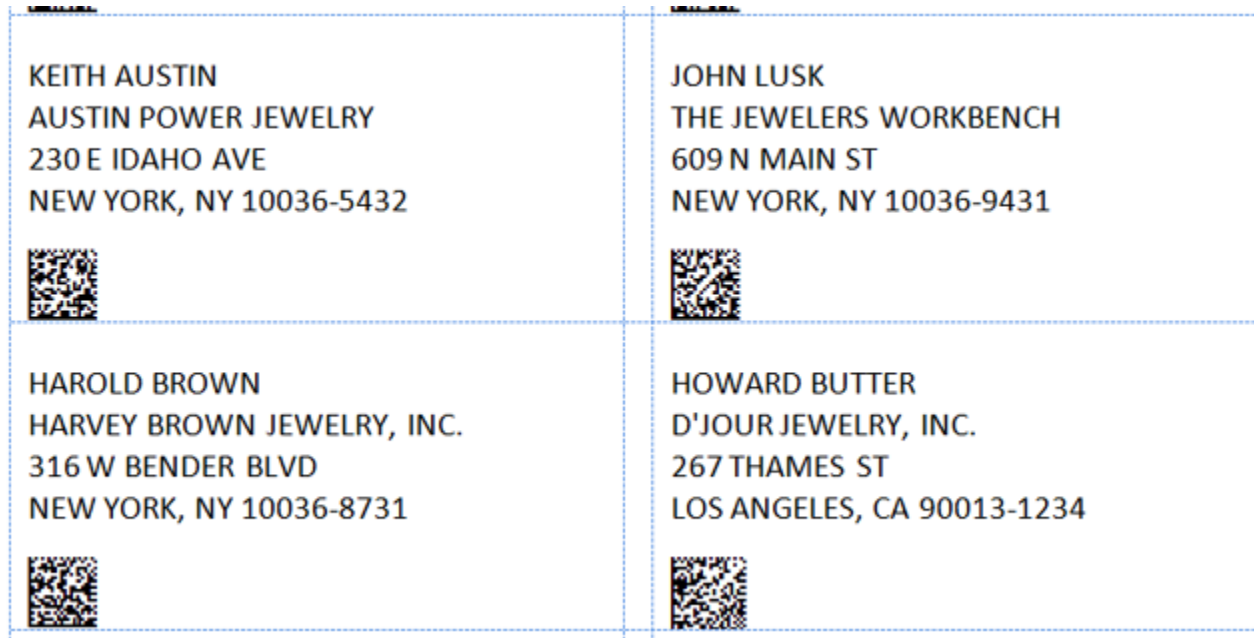 KEITH AUSTIN
AUSTIN POWER JEWELRY
230 E IDAHO AVE
NEW YORK, NY 10036-5432
JOHN LUSK
THE JEWELERS WORKBENCH
609 N MAIN ST
NEW YORK, NY 10036-9431
HAROLD BROWN
HARVEY BROWN JEWELRY, INC.
316 W BENDER BLVD
NEW YORK, NY 10036-8731
HOWARD BUTTER
D'JOUR JEWELRY, INC.
267 THAMES ST
LOS ANGELES, CA 90013-1234